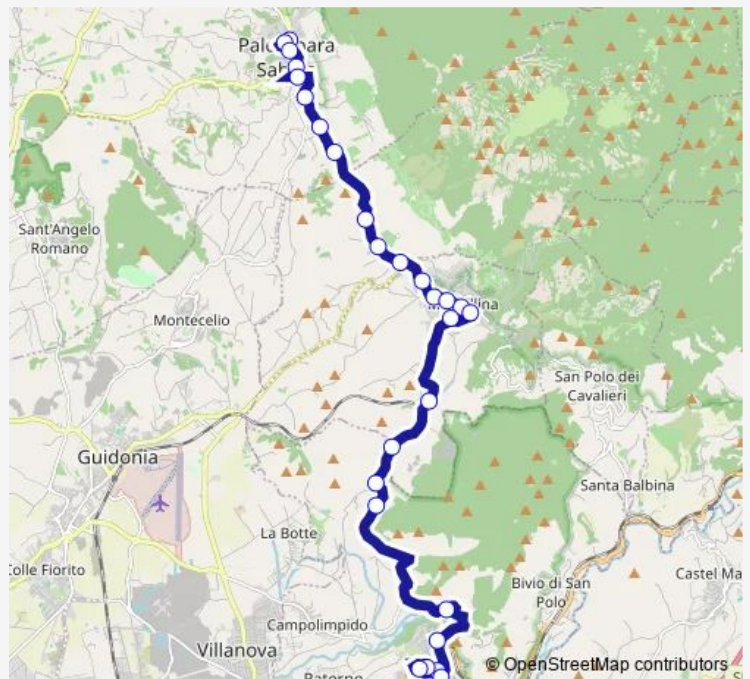 Sant'Angelo
Romano
Montecelio
San Polo dei
Cavalieri
Guidonia
Santa Balbina
La Botte
Colle Fiorito
Bivio di San
Polo
Castel Ma
Campolimpido
Villanova
© OpenStreetMap contributors